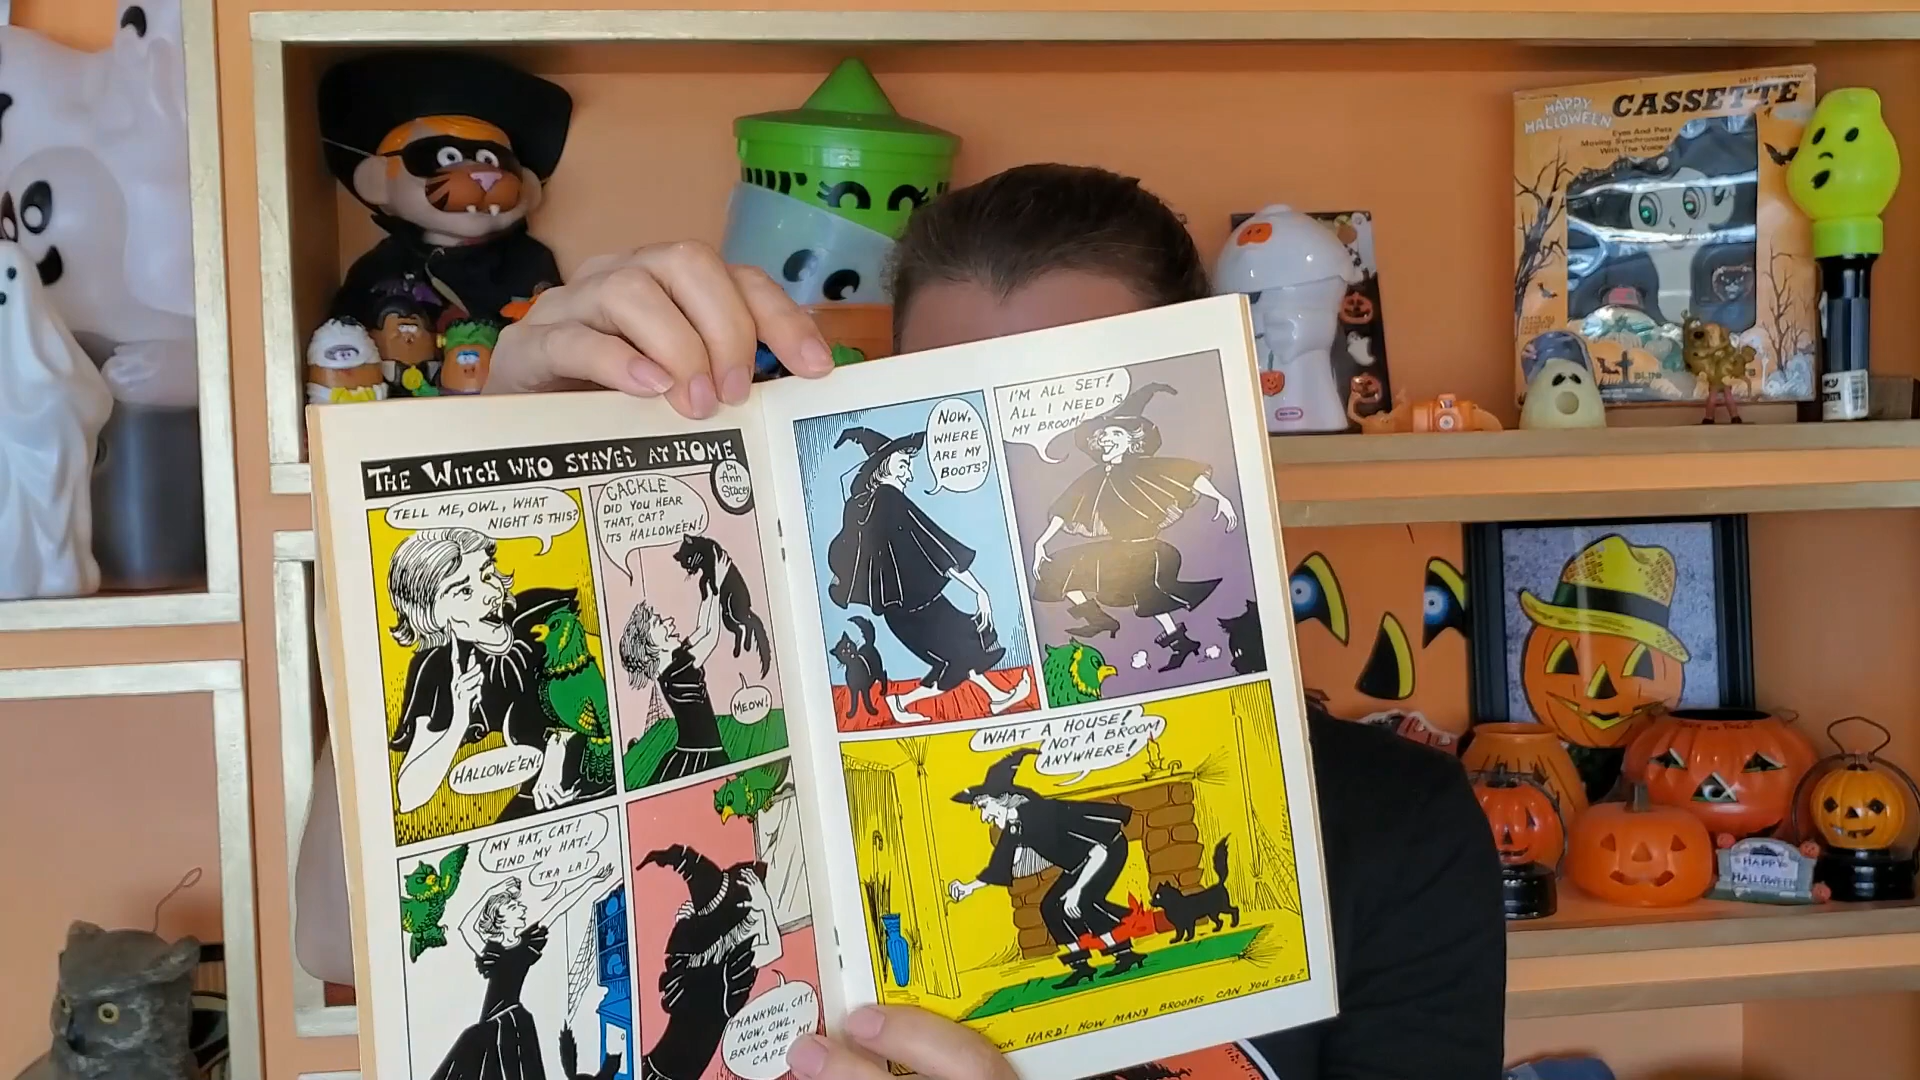 THE WITCH WHO STAYED AT HOME
by
Ann
Stacey
TELL ME, OWL, WHAT
NIGHT IS THIS?
HALLOWE'EN!
CACKLE
DID YOU HEAR
THAT, CAT?
ITS HALLOWE'EN!
MEOW!
MY HAT, CAT!
FIND MY HAT!
TRA LA!
THANKYOU, CAT!
NOW, OWL,
BRING ME MY
CAPE
NOW,
WHERE
ARE MY
BOOTS?
I'M ALL SET!
ALL I NEED IS
MY BROOM!
WHAT A HOUSE!
NOT A BROOM
ANYWHERE!
Stacey
OOK HARD! HOW MANY BROOMS CAN YOU SEE?
HAPPY
HALLOWEEN
CASSETTE
Eyes And Pets
Moving Synchronized
With The Voice
HAPPY
HALLOWEEN